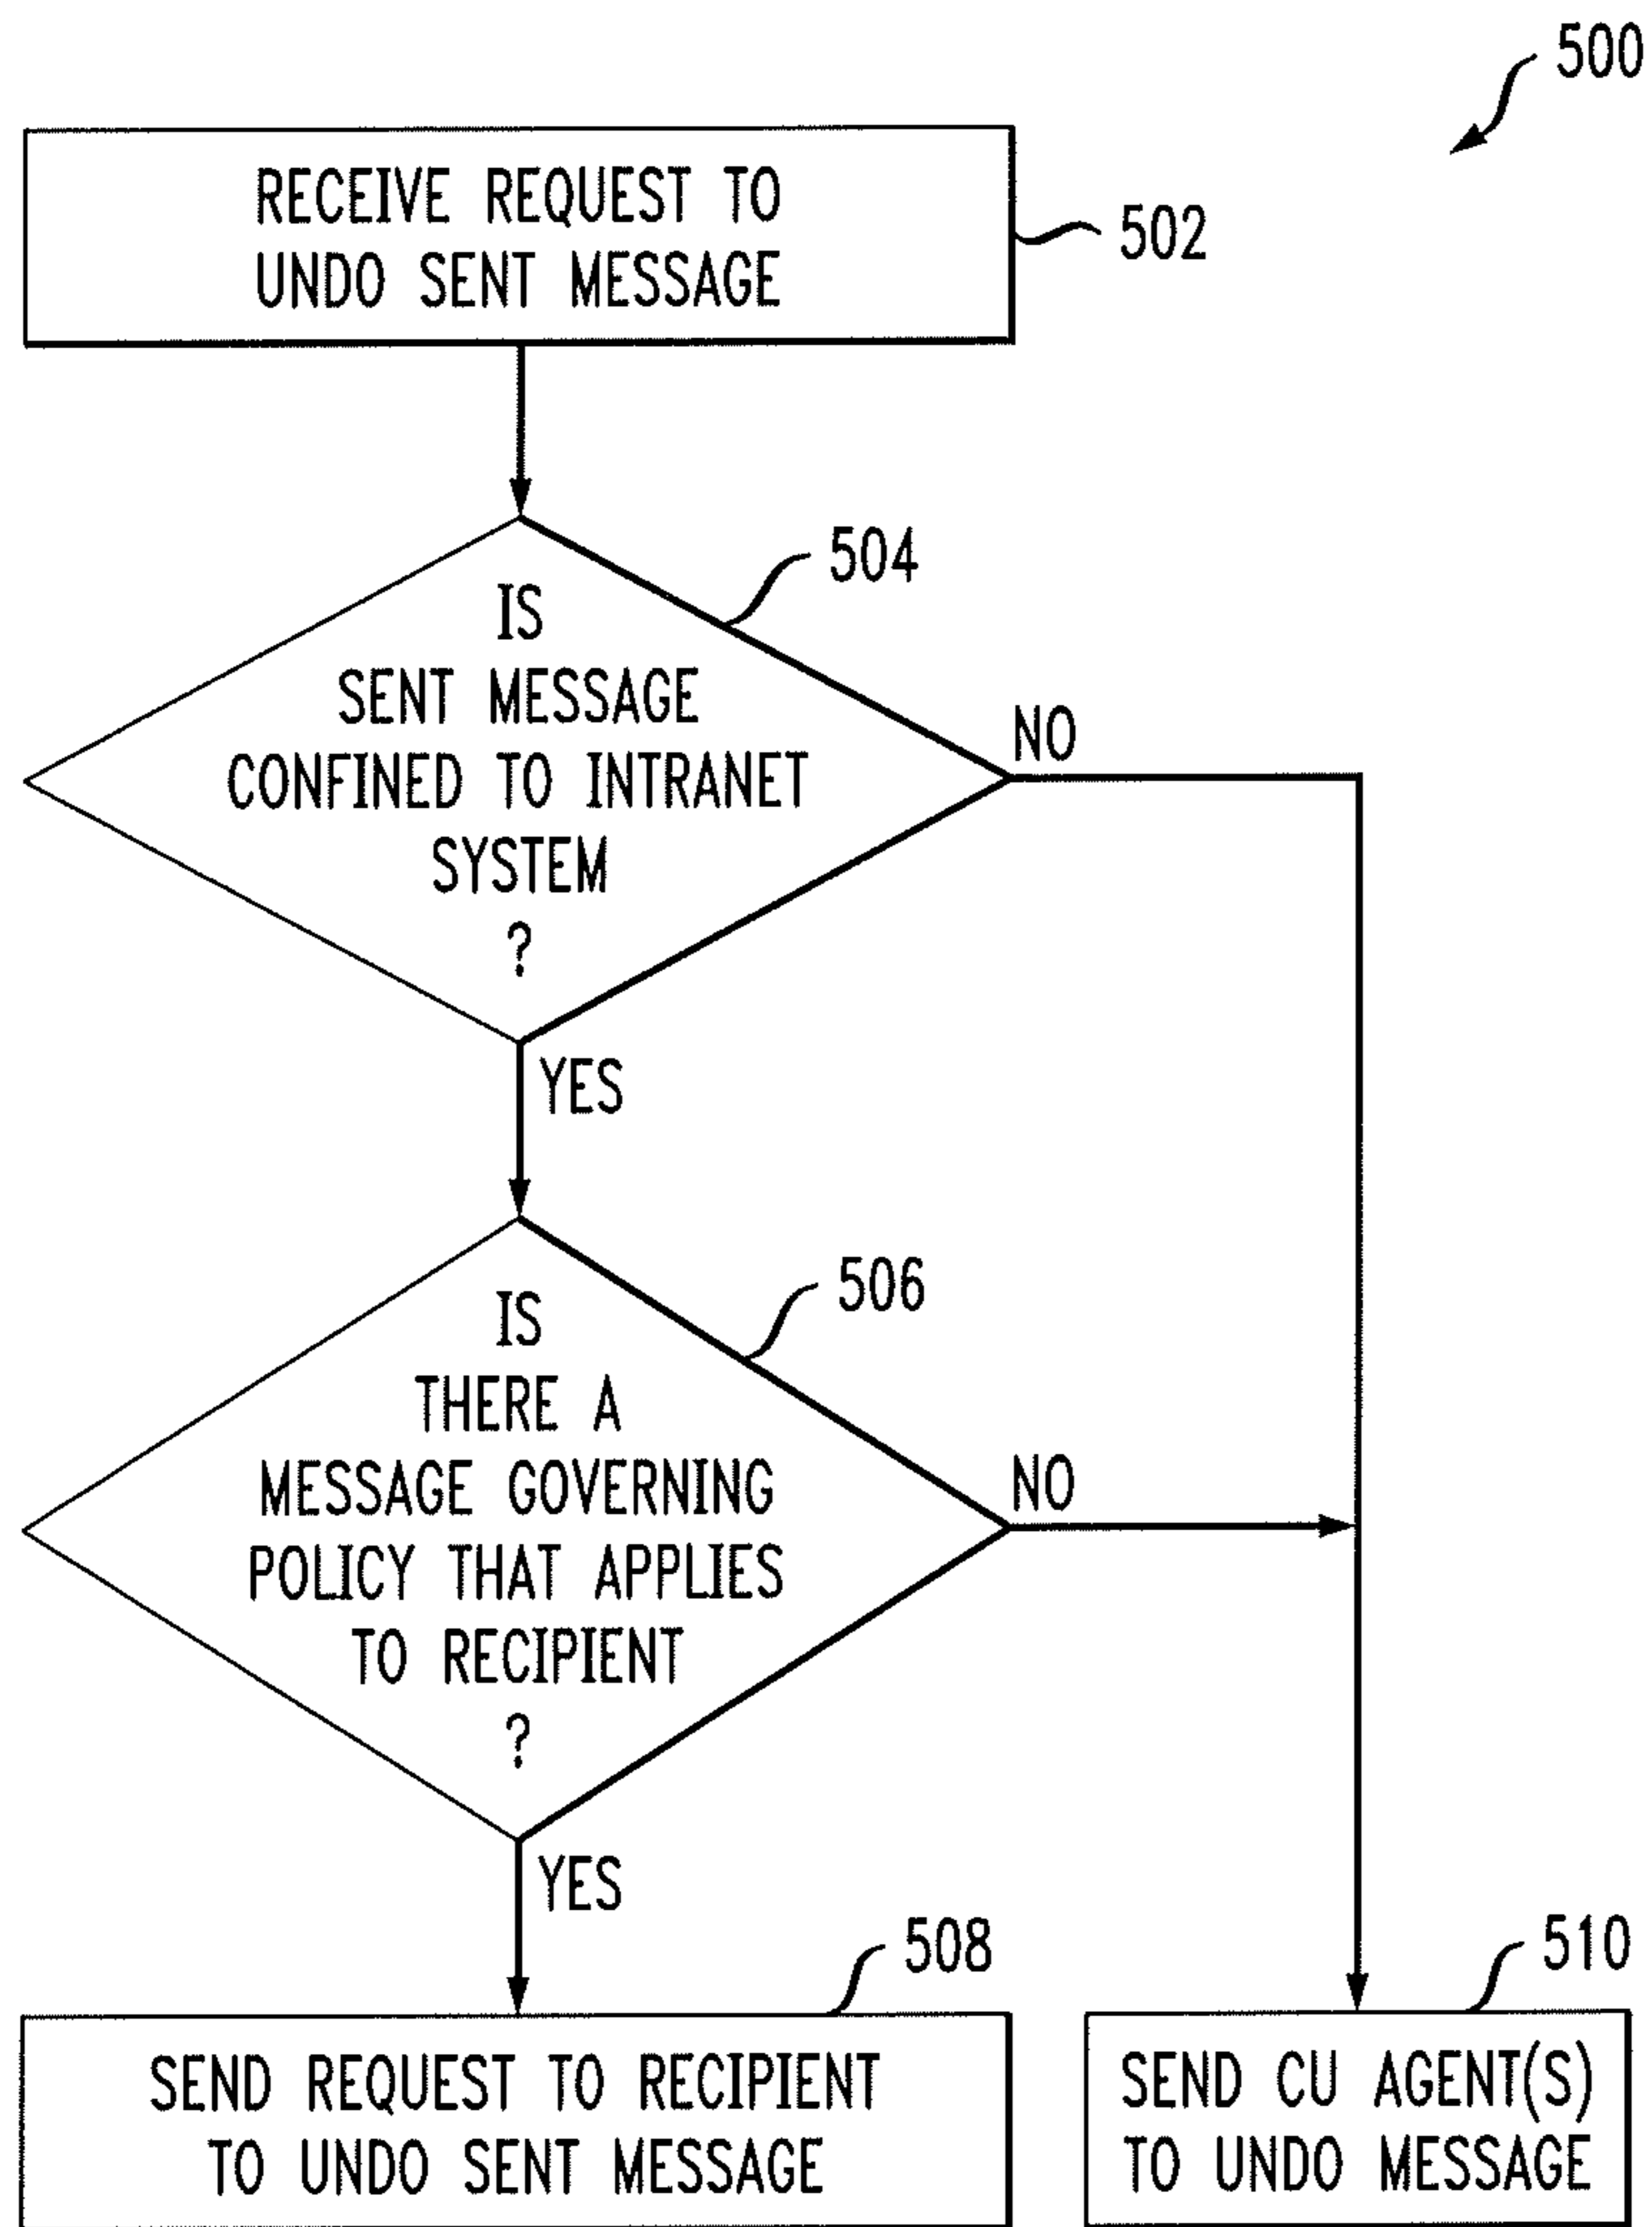 500
RECEIVE REQUEST TO
UNDO SENT MESSAGE
502
504
IS
SENT MESSAGE
CONFINED TO INTRANET
SYSTEM
?
NO
YES
506
IS
THERE A
MESSAGE GOVERNING
POLICY THAT APPLIES
TO RECIPIENT
?
NO
YES
508
SEND REQUEST TO RECIPIENT
TO UNDO SENT MESSAGE
510
SEND CU AGENT(S)
TO UNDO MESSAGE